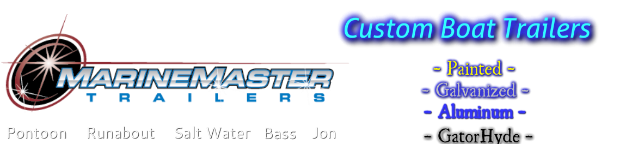 MARINEMASTER
TRAILERS
Pontoon Runabout Salt Water Bass Jon
Custom Boat Trailers
~ Painted ~
~ Galvanized ~
~ Aluminum ~
~ GatorHyde ~